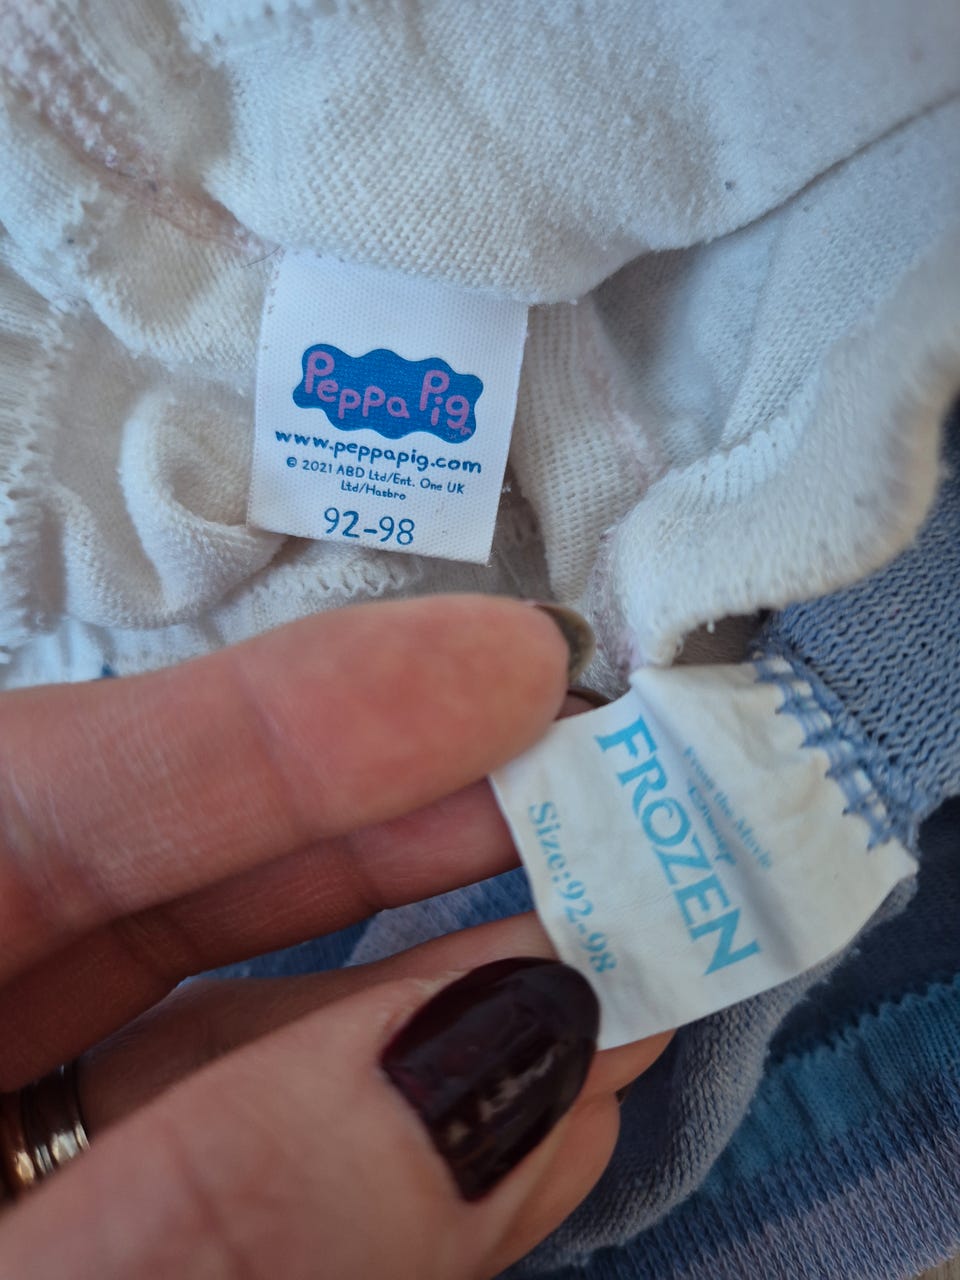 Peppa Pig
www.peppapig.com
© 2021 ABD Ltd/Ent. One UK
Ltd/Hasbro
92-98
From the Movie
Disney
FROZEN
Size:92-98